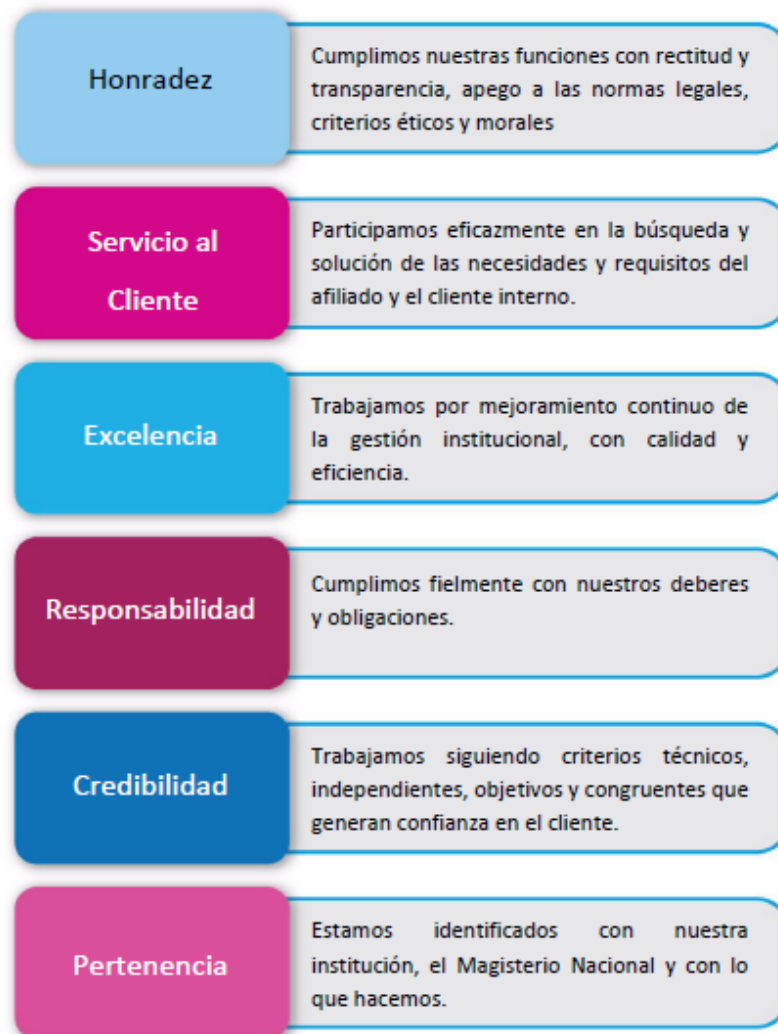 Honradez
Cumplimos nuestras funciones con rectitud y
transparencia, apego a las normas legales,
criterios éticos y morales
Servicio al
Cliente
Participamos eficazmente en la búsqueda y
solución de las necesidades y requisitos del
afiliado y el cliente interno.
Excelencia
Trabajamos por mejoramiento continuo de
la gestión institucional, con calidad y
eficiencia.
Responsabilidad
Cumplimos fielmente con nuestros deberes
y obligaciones.
Credibilidad
Trabajamos siguiendo criterios técnicos,
independientes, objetivos y congruentes que
generan confianza en el cliente.
Pertenencia
Estamos identificados con nuestra
institución, el Magisterio Nacional y con lo
que hacemos.